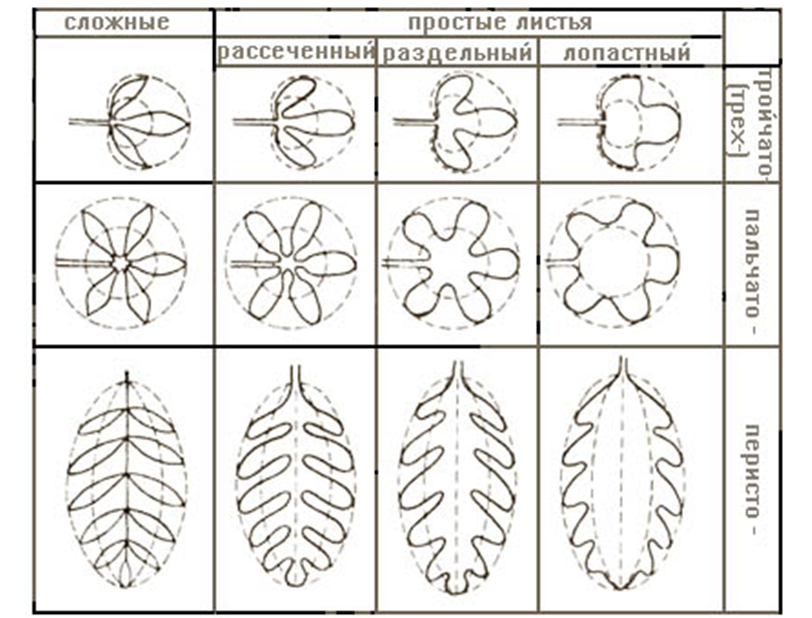 сложные
простые листья
рассеченный
раздельный
лопастный
тройчато-
(трех-)
пальчато -
перисто -